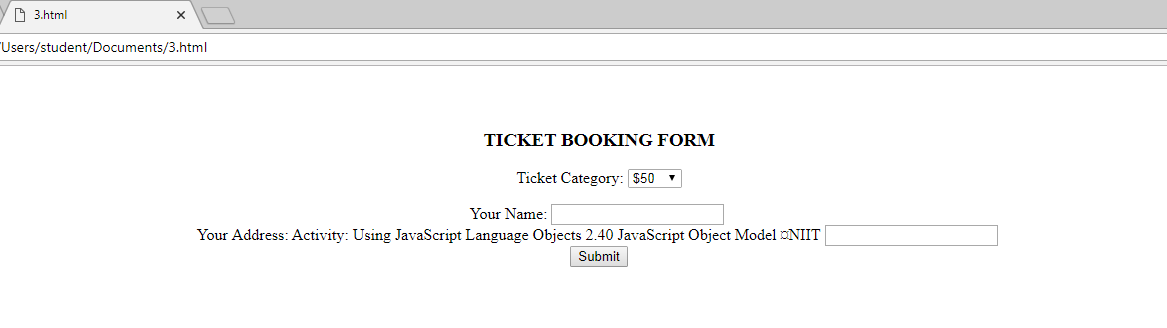 3.html
/Users/student/Documents/3.html
TICKET BOOKING FORM
Ticket Category: $50
Your Name:
Your Address: Activity: Using JavaScript Language Objects 2.40 JavaScript Object Model ¤NIIT
Submit